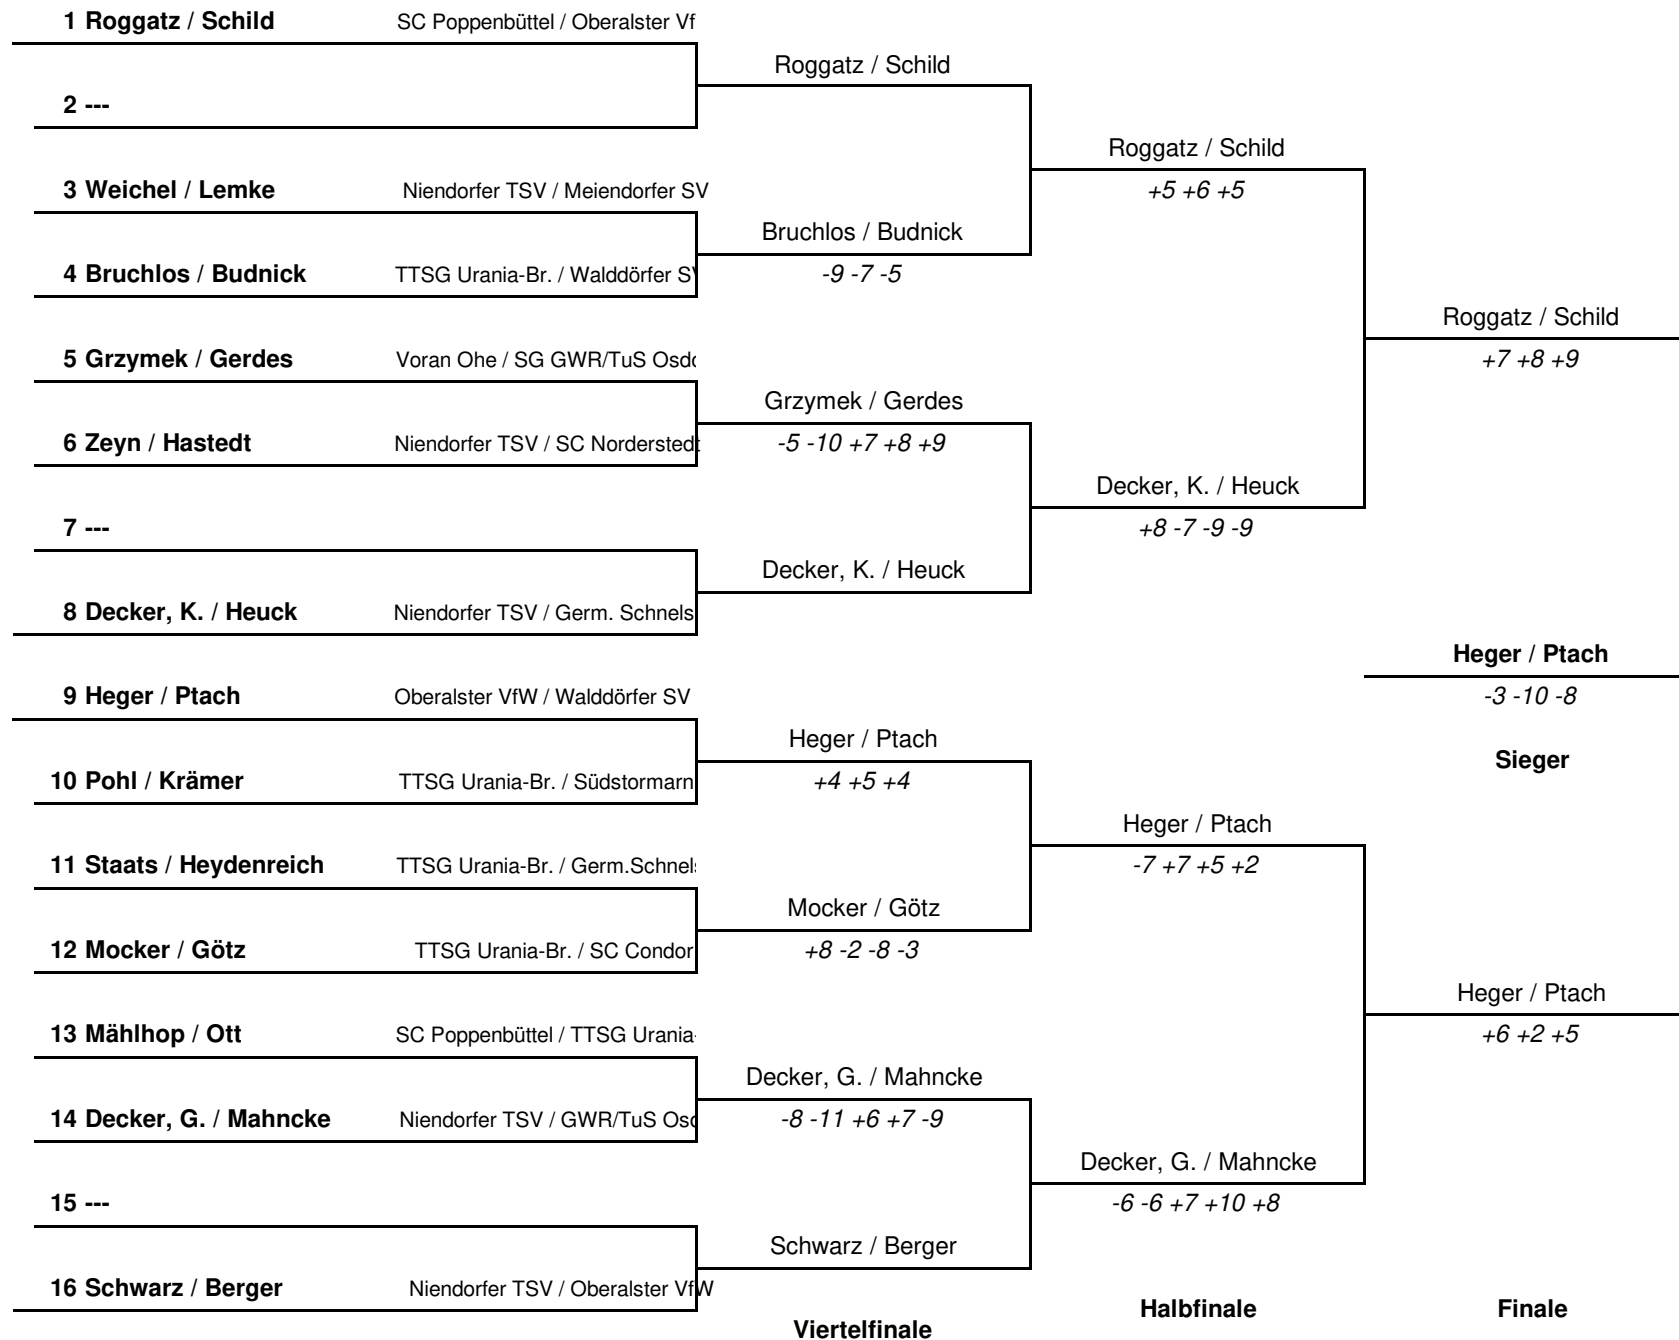 1 Roggatz / Schild SC Poppenbüttel / Oberalster Vf
Roggatz / Schild
2 ---
Roggatz / Schild
3 Weichel / Lemke Niendorfer TSV / Meiendorfer SV +5 +6 +5
Bruchlos / Budnick
4 Bruchlos / Budnick TTSG Urania-Br. / Walddörfer SV -9 -7 -5
Roggatz / Schild
5 Grzymek / Gerdes Voran Ohe / SG GWR/TuS Osdo +7 +8 +9
Grzymek / Gerdes
6 Zeyn / Hastedt Niendorfer TSV / SC Norderstedt -5 -10 +7 +8 +9
Decker, K. / Heuck
7 --- +8 -7 -9 -9
Decker, K. / Heuck
8 Decker, K. / Heuck Niendorfer TSV / Germ. Schnels
Heger / Ptach
9 Heger / Ptach Oberalster VfW / Walddörfer SV -3 -10 -8
Heger / Ptach
Sieger
10 Pohl / Krämer TTSG Urania-Br. / Südstormarn +4 +5 +4
Heger / Ptach
11 Staats / Heydenreich TTSG Urania-Br. / Germ.Schnels -7 +7 +5 +2
Mocker / Götz
12 Mocker / Götz TTSG Urania-Br. / SC Condor +8 -2 -8 -3
Heger / Ptach
13 Mählhop / Ott SC Poppenbüttel / TTSG Urania- +6 +2 +5
Decker, G. / Mahncke
14 Decker, G. / Mahncke Niendorfer TSV / GWR/TuS Osd -8 -11 +6 +7 -9
Decker, G. / Mahncke
15 --- -6 -6 +7 +10 +8
Schwarz / Berger
16 Schwarz / Berger Niendorfer TSV / Oberalster VfW
Halbfinale Finale
Viertelfinale